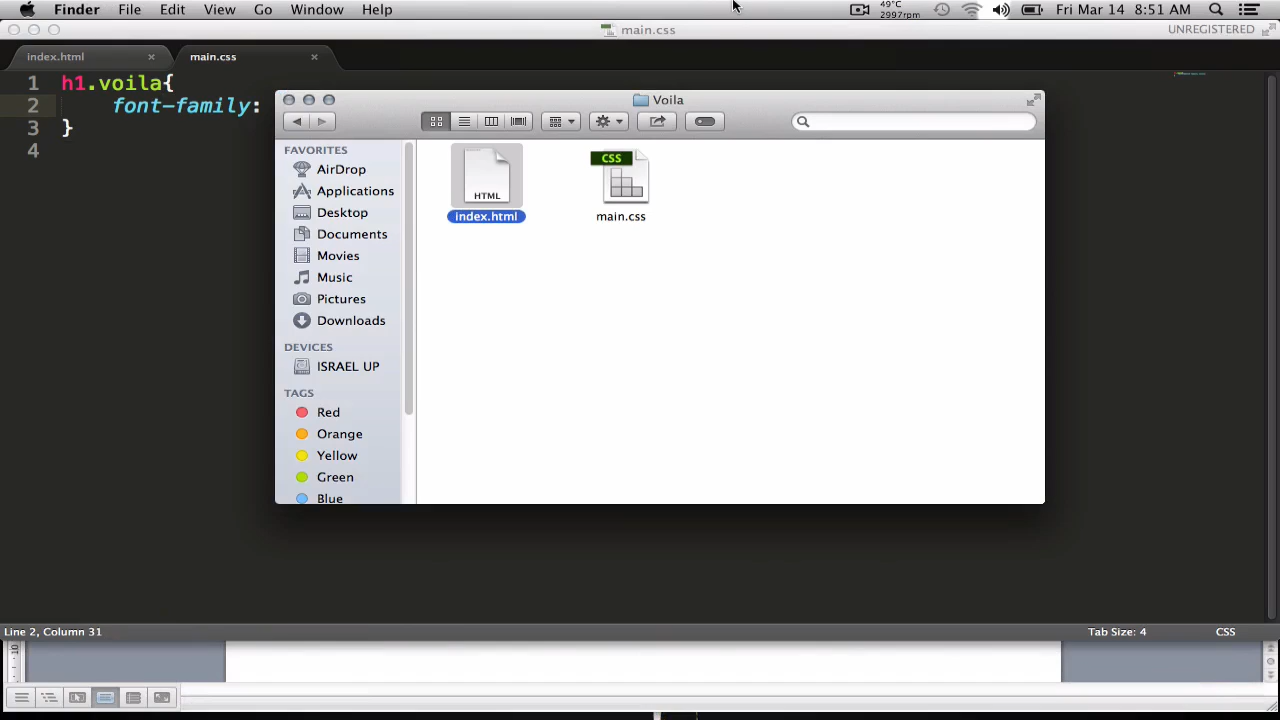 Finder File Edit View Go Window Help 49°C 2997rpm Fri Mar 14 8:51 AM
main.css UNREGISTERED
index.html main.css
1 h1.voila{
2 font-family:
3 }
4
Voila
FAVORITES
AirDrop
Applications
Desktop
Documents
Movies
Music
Pictures
Downloads
DEVICES
ISRAEL UP
TAGS
Red
Orange
Yellow
Green
Blue
HTML
index.html
CSS
main.css
Line 2, Column 31 Tab Size: 4 CSS